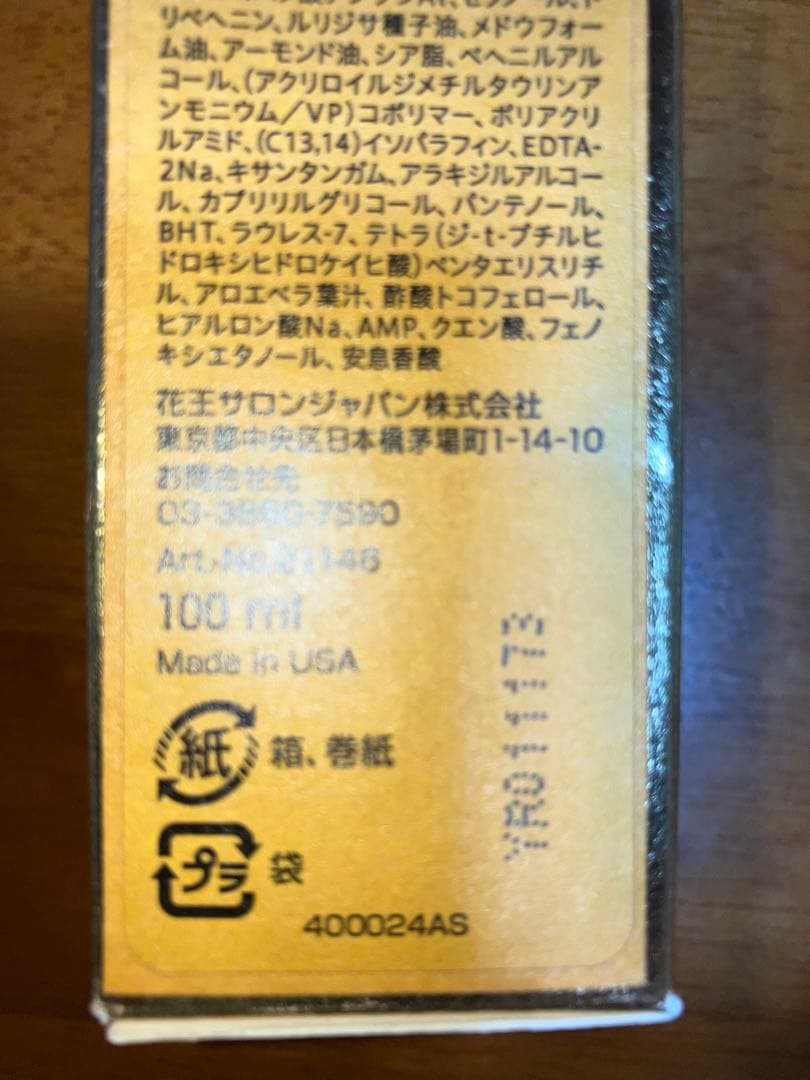 トリベヘニン、ルリジサ種子油、メドウフォー
ム油、アーモンド油、シア脂、ベヘニルアル
コール、(アクリロイルジメチルタウリンア
ンモニウム/VP)コポリマー、ポリアクリ
ルアミド、(C13,14)イソパラフィン、EDTA-
2Na、キサンタンガム、アラキジルアルコー
ル、カプリリルグリコール、パンテノール、
BHT、ラウレス-7、テトラ(ジ-t-ブチルヒ
ドロキシヒドロケイヒ酸)ペンタエリスリチ
ル、アロエベラ葉汁、酢酸トコフェロール、
ヒアルロン酸Na、AMP、クエン酸、フェノ
キシエタノール、安息香酸
花王サロンジャパン株式会社
東京都中央区日本橋茅場町1-14-10
お問合せ先
Art.-No.
100 ml
Made in USA
紙 箱、巻紙
プラ 袋
400024AS